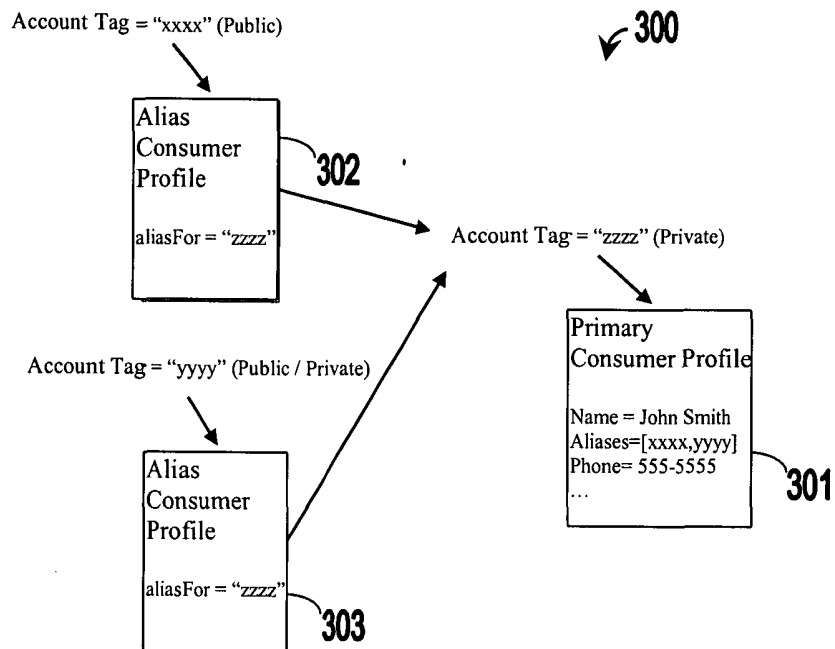 Account Tag = “xxxx” (Public)
300
Alias
Consumer
Profile
aliasFor = “zzzz”
302
Account Tag = “zzzz” (Private)
Primary
Consumer Profile
Name = John Smith
Aliases=[xxxx,yyyy]
Phone= 555-5555
...
301
Account Tag = “yyyy” (Public / Private)
Alias
Consumer
Profile
aliasFor = “zzzz”
303